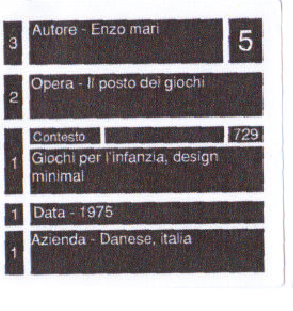 3 Autore - Enzo mari 5
2 Opera - Il posto dei giochi
Contesto 729
1 Giochi per l'infanzia, design
minimal
1 Data - 1975
1 Azienda - Danese, italia